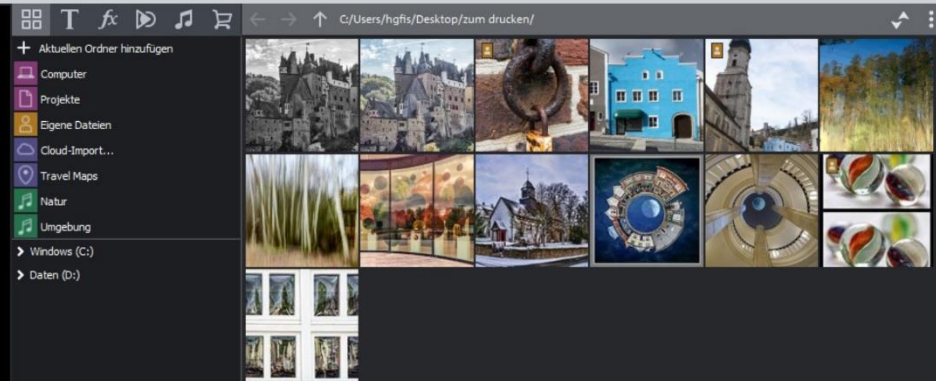 T fx
C:/Users/hgfis/Desktop/zum drucken/
Aktuellen Ordner hinzufügen
Computer
Projekte
Eigene Dateien
Cloud-Import...
Travel Maps
Natur
Umgebung
Windows (C:)
Daten (D:)